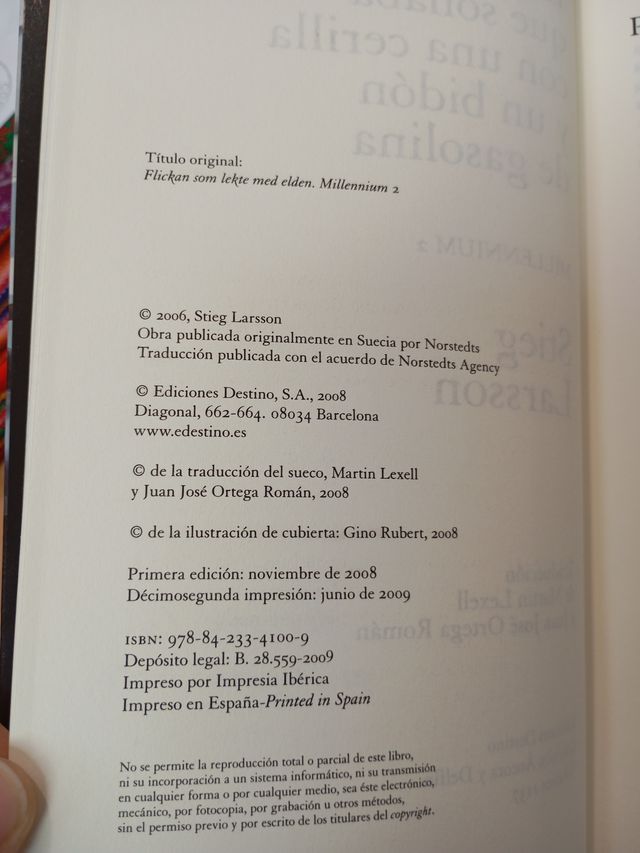 Título original:
Flickan som lekte med elden. Millennium 2
© 2006, Stieg Larsson
Obra publicada originalmente en Suecia por Norstedts
Traducción publicada con el acuerdo de Norstedts Agency
© Ediciones Destino, S.A., 2008
Diagonal, 662-664. 08034 Barcelona
www.edestino.es
© de la traducción del sueco, Martin Lexell
y Juan José Ortega Román, 2008
© de la ilustración de cubierta: Gino Rubert, 2008
Primera edición: noviembre de 2008
Décimosegunda impresión: junio de 2009
ISBN: 978-84-233-4100-9
Depósito legal: B. 28.559-2009
Impreso por Impresia Ibérica
Impreso en España-Printed in Spain
No se permite la reproducción total o parcial de este libro,
ni su incorporación a un sistema informático, ni su transmisión
en cualquier forma o por cualquier medio, sea éste electrónico,
mecánico, por fotocopia, por grabación u otros métodos,
sin el permiso previo y por escrito de los titulares del copyright.